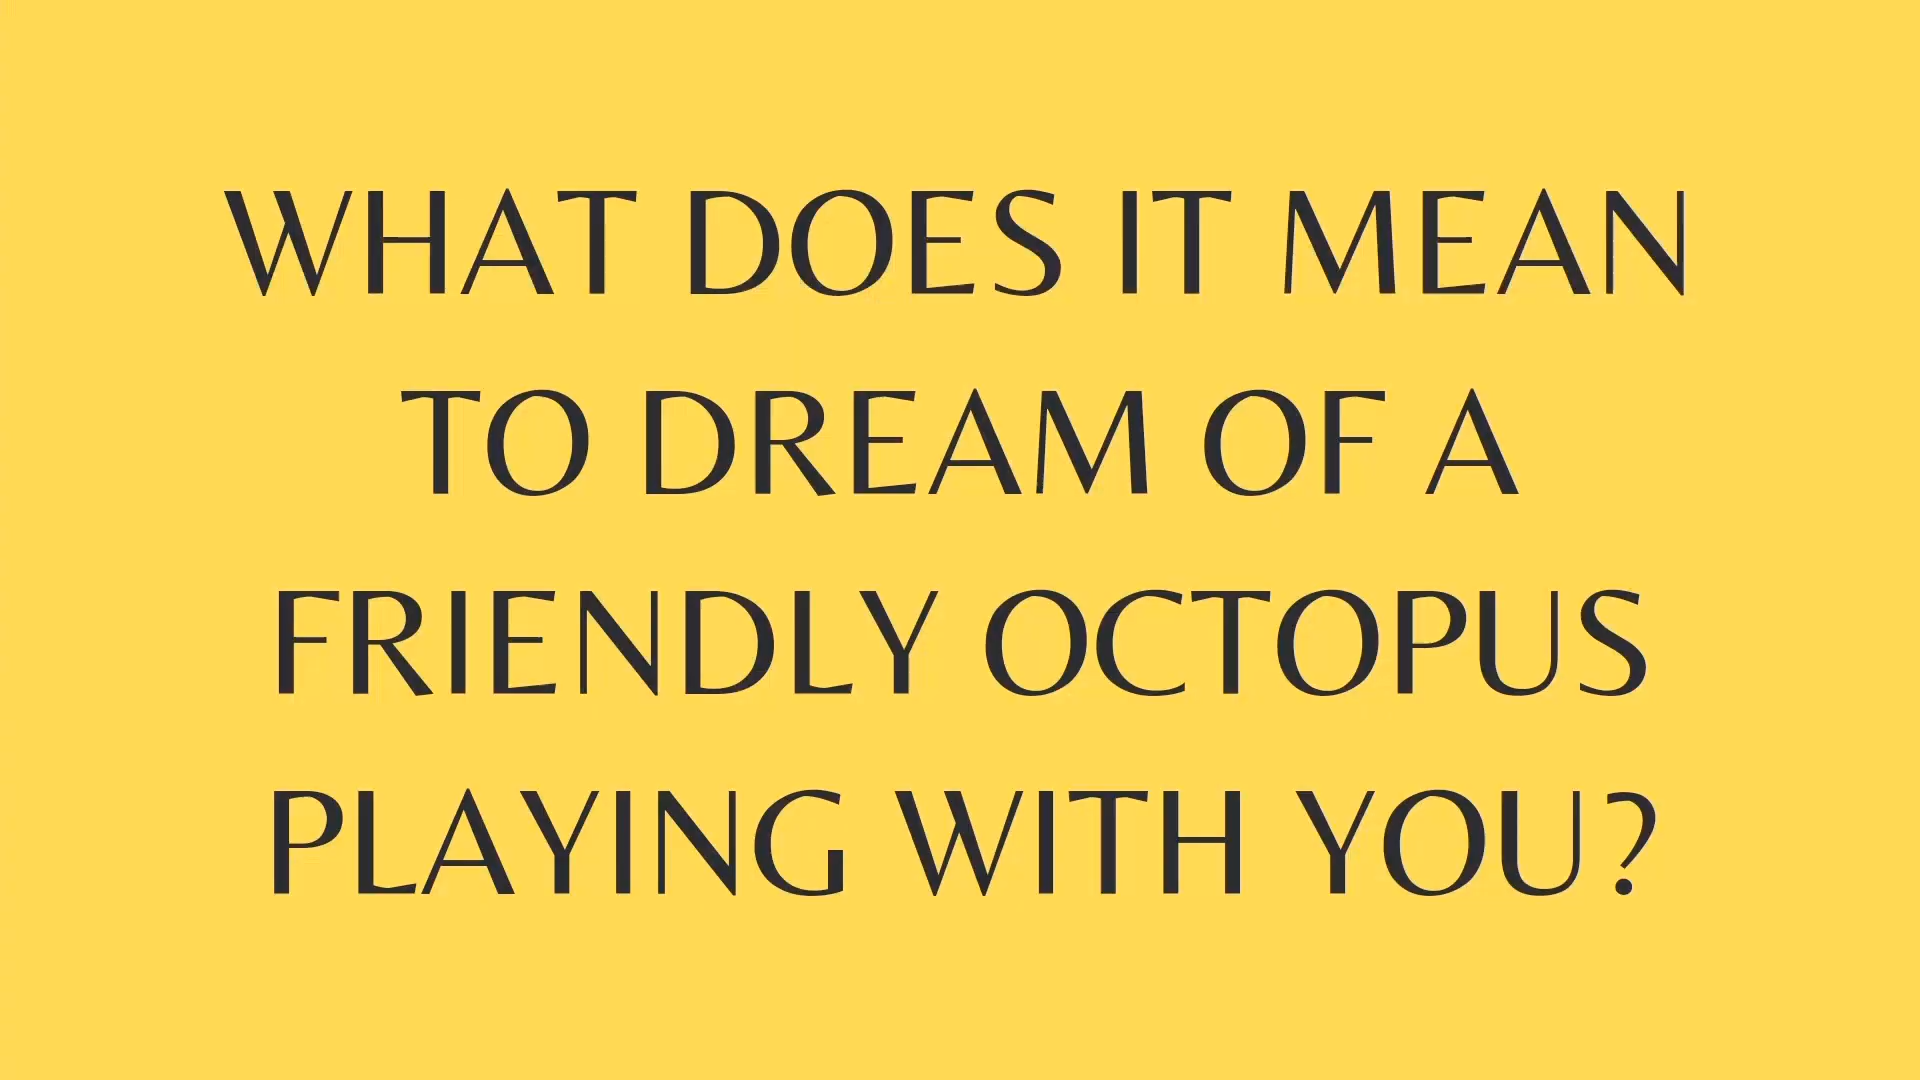 WHAT DOES IT MEAN
TO DREAM OF A
FRIENDLY OCTOPUS
PLAYING WITH YOU?